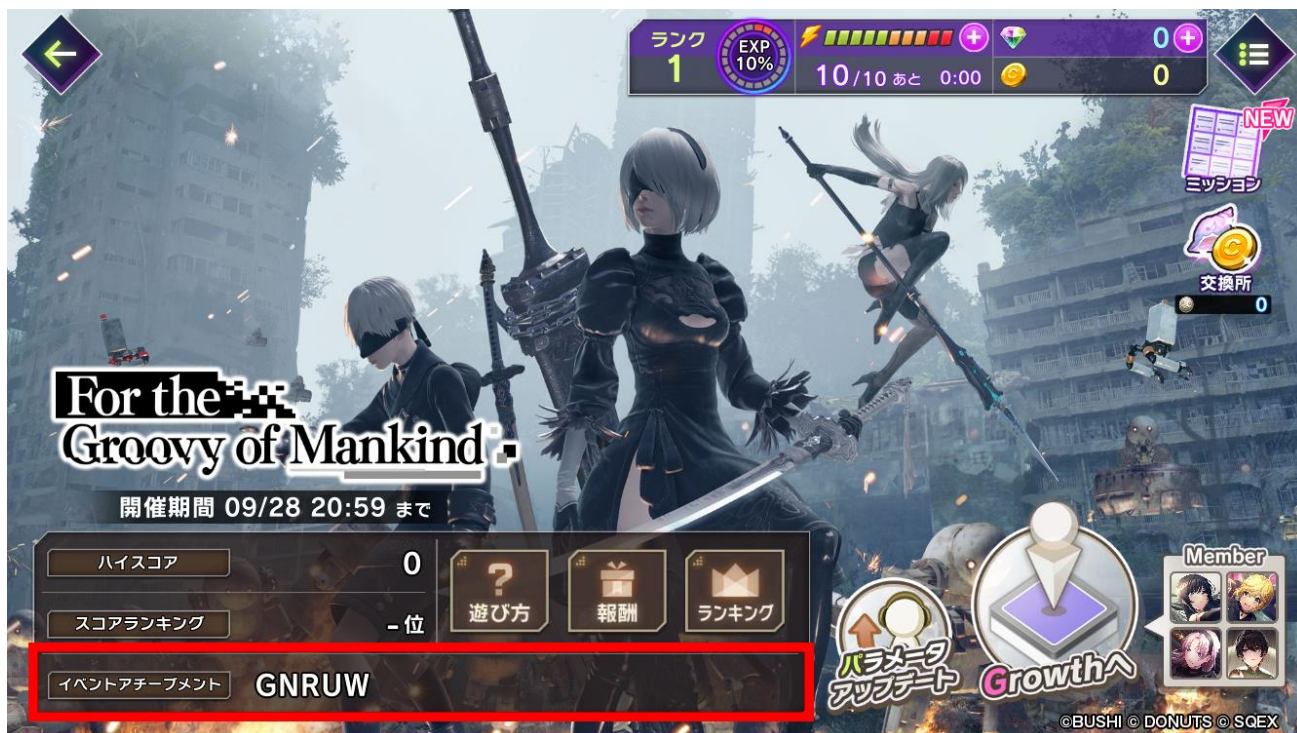 ランク
1
EXP
10%
10/10 あと 0:00
0
0
NEW
ミッション
交換所
0
For the
Groovy of Mankind
開催期間 09/28 20:59 まで
ハイスコア 0
スコアランキング -位
遊び方
報酬
ランキング
イベントアチーブメント GNRUW
パラメータ
アップデート
Growthへ
Member
©BUSHI © DONUTS © SQEX